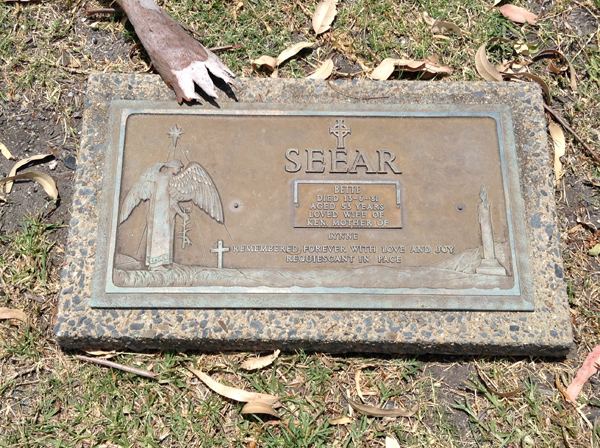 SEEAR
BETTE
DIED 13-6-81
AGED 53 YEARS
LOVED WIFE OF
KEN, MOTHER OF
LYNNE
REMEMBERED FOREVER WITH LOVE AND JOY
REQUIESCANT IN PACE